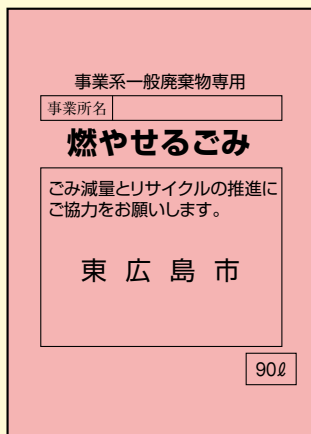 事業系一般廃棄物専用
事業所名
燃やせるごみ
ごみ減量とリサイクルの推進に
ご協力をお願いします。
東広島市
90ℓ